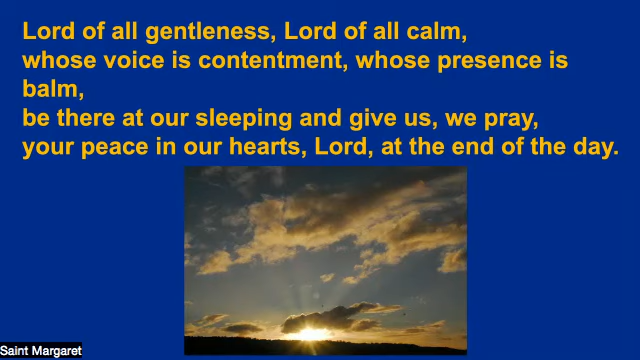 Lord of all gentleness, Lord of all calm,
whose voice is contentment, whose presence is
balm,
be there at our sleeping and give us, we pray,
your peace in our hearts, Lord, at the end of the day.
Saint Margaret